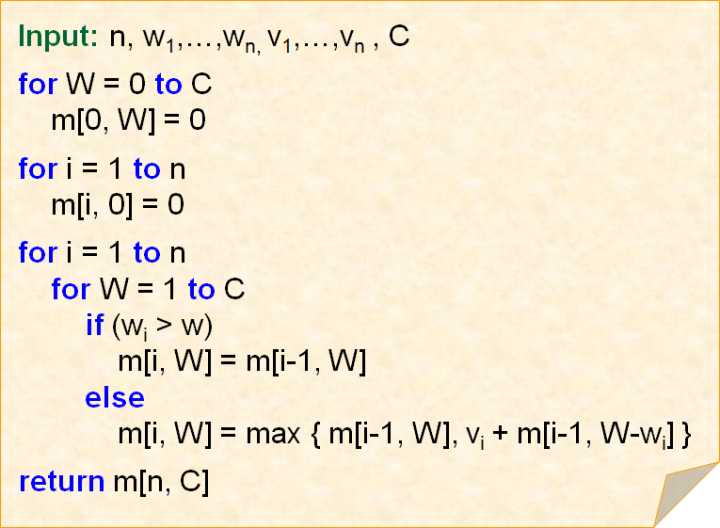 Input: n, w₁,…,wₙ, v₁,…,vₙ , C
for W = 0 to C
m[0, W] = 0
for i = 1 to n
m[i, 0] = 0
for i = 1 to n
for W = 1 to C
if (wᵢ > w)
m[i, W] = m[i-1, W]
else
m[i, W] = max { m[i-1, W], vᵢ + m[i-1, W-wᵢ] }
return m[n, C]